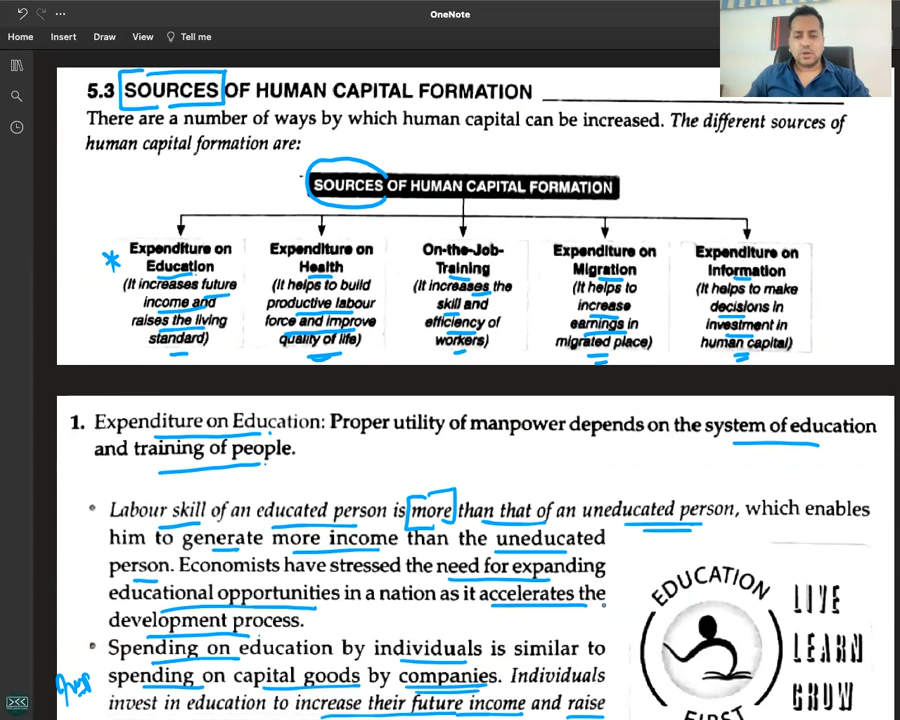 OneNote
Home Insert Draw View Tell me
5.3 SOURCES OF HUMAN CAPITAL FORMATION
There are a number of ways by which human capital can be increased. The different sources of
human capital formation are:
SOURCES OF HUMAN CAPITAL FORMATION
Expenditure on
Education
(It increases future
income and
raises the living
standard)
Expenditure on
Health
(It helps to build
productive labour
force and improve
quality of life)
On-the-Job-
Training
(It increases the
skill and
efficiency of
workers)
Expenditure on
Migration
(It helps to
increase
earnings in
migrated place)
Expenditure on
Information
(It helps to make
decisions in
investment in
human capital)
1. Expenditure on Education: Proper utility of manpower depends on the system of education
and training of people.
• Labour skill of an educated person is more than that of an uneducated person, which enables
him to generate more income than the uneducated
person. Economists have stressed the need for expanding
educational opportunities in a nation as it accelerates the
development process.
• Spending on education by individuals is similar to
spending on capital goods by companies. Individuals
invest in education to increase their future income and raise
EDUCATION
FIRST
LIVE
LEARN
GROW